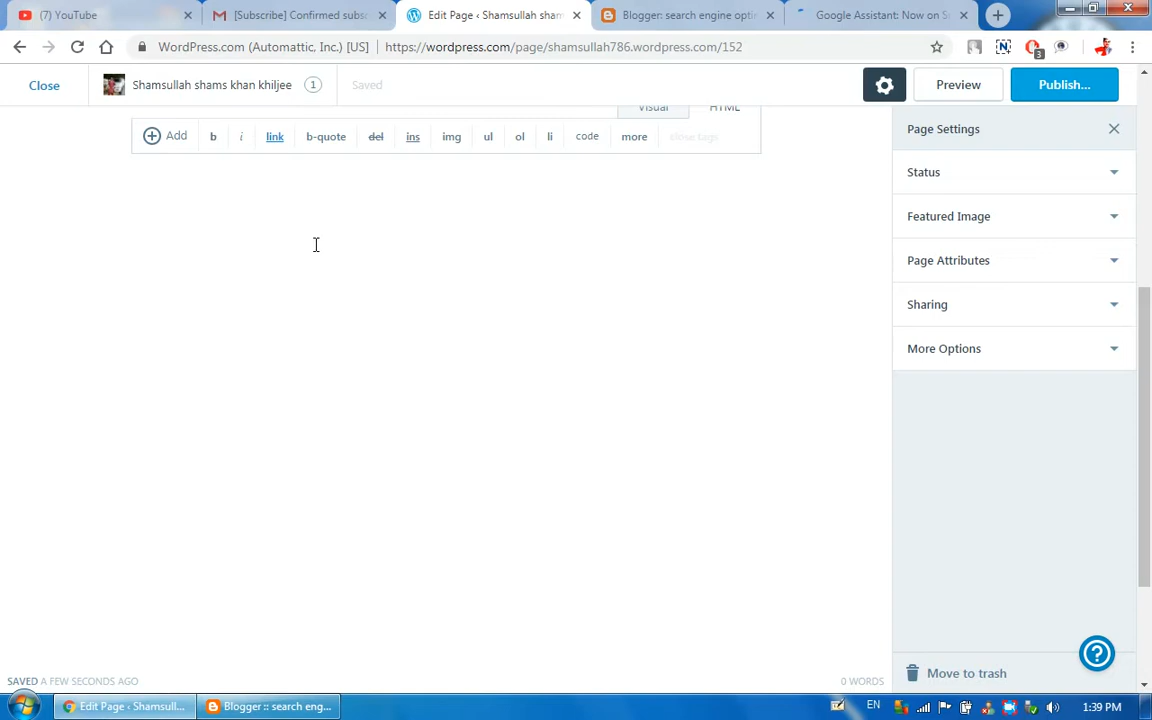 (7) YouTube
[Subscribe] Confirmed subsc
Edit Page ‹ Shamsullah sham
Blogger: search engine opti
Google Assistant: Now on S
WordPress.com (Automattic, Inc.) [US]
https://wordpress.com/page/shamsullah786.wordpress.com/152
3
Close
Shamsullah shams khan khiljee
1
Saved
Preview
Publish...
Visual
HTML
Add
b
i
link
b-quote
del
ins
img
ul
ol
li
code
more
close tags
Page Settings
Status
Featured Image
Page Attributes
Sharing
More Options
Move to trash
SAVED A FEW SECONDS AGO
0 WORDS
Edit Page ‹ Shamsull...
Blogger :: search eng...
EN
1:39 PM